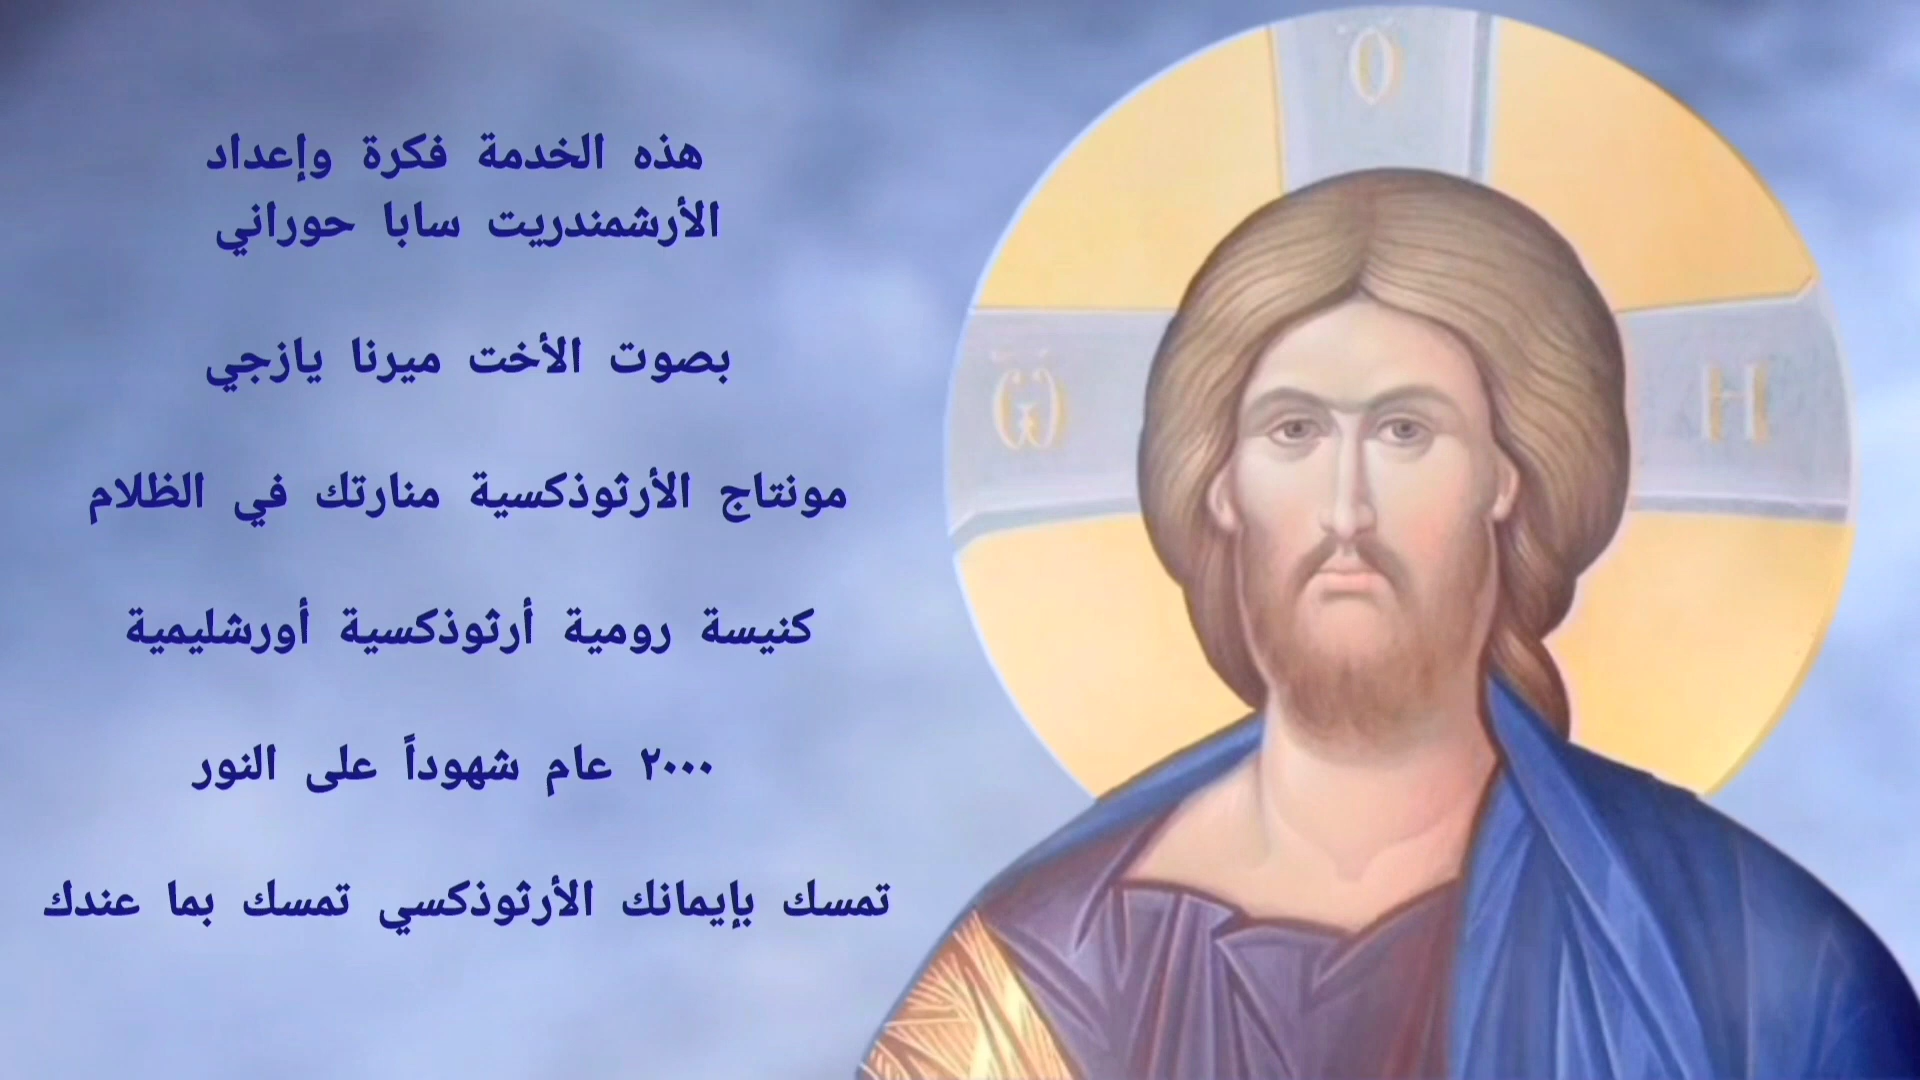 هذه الخدمة فكرة وإعداد
الأرشمندريت سابا حوراني
بصوت الأخت ميرنا يازجي
مونتاج الأرثوذكسية منارتك في الظلام
كنيسة رومية أرثوذكسية أورشليمية
٢٠٠٠ عام شهوداً على النور
تمسك بإيمانك الأرثوذكسي تمسك بما عندك
Ο
Ѡ
Η